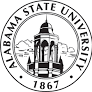 ALABAMA STATE UNIVERSITY
• 1867 •